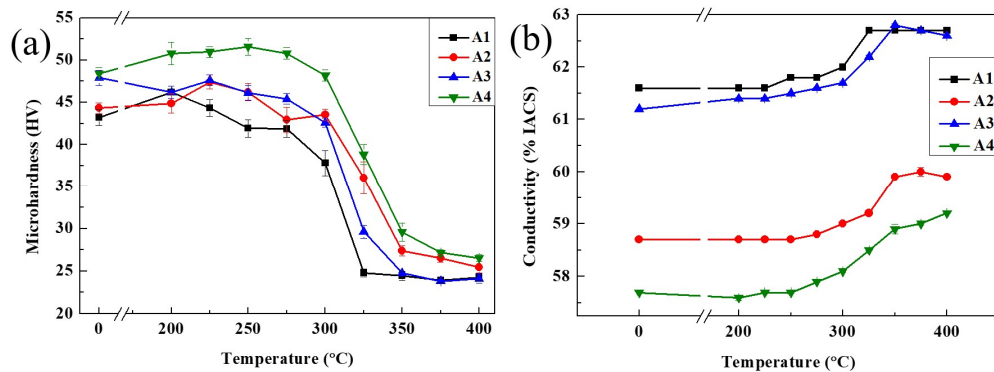 (a)
Microhardness (HV)
55
50
45
40
35
30
25
20
A1
A2
A3
A4
0
200
250
300
350
400
Temperature (°C)
(b)
Conductivity (% IACS)
63
62
61
60
59
58
A1
A2
A3
A4
0
200
300
400
Temperature (°C)